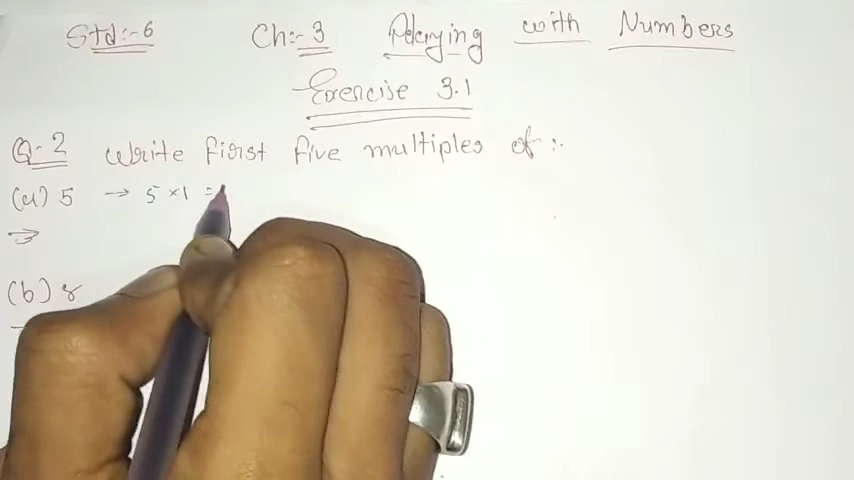 Std:-6 Ch:-3 Playing with Numbers
Exercise 3.1
Q-2 Write first five multiples of :-
(a) 5 → 5 × 1 =
⇒
(b) 8